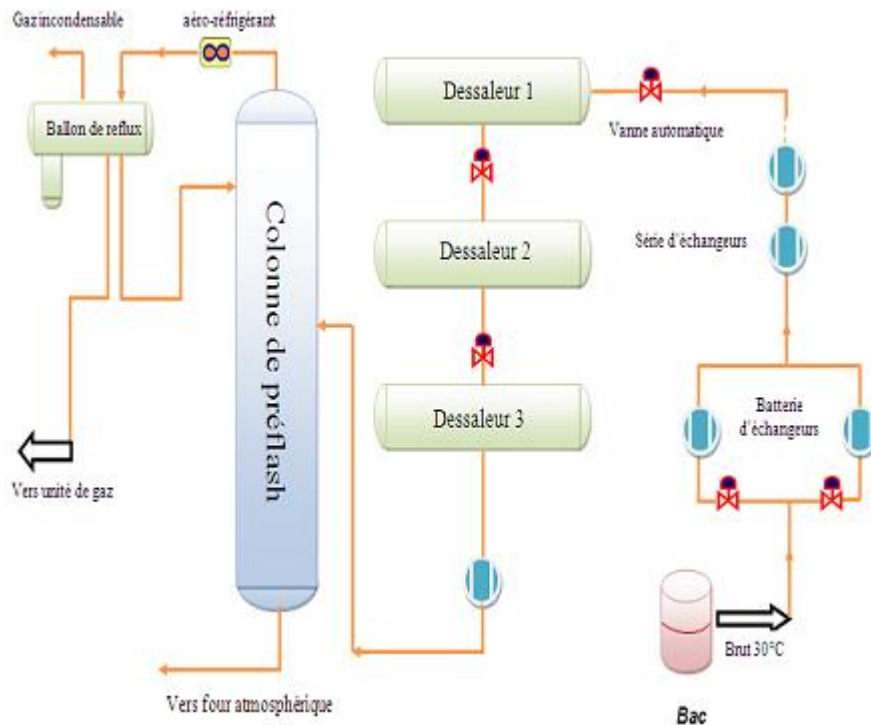 Gaz incondensable
aéro-réfrigérant
Ballon de reflux
Dessaleur 1
Vanne automatique
Colonne de préflash
Dessaleur 2
Série d'échangeurs
Dessaleur 3
Batterie
d'échangeurs
Vers unité de gaz
Brut 30°C
Vers four atmosphérique
Bac